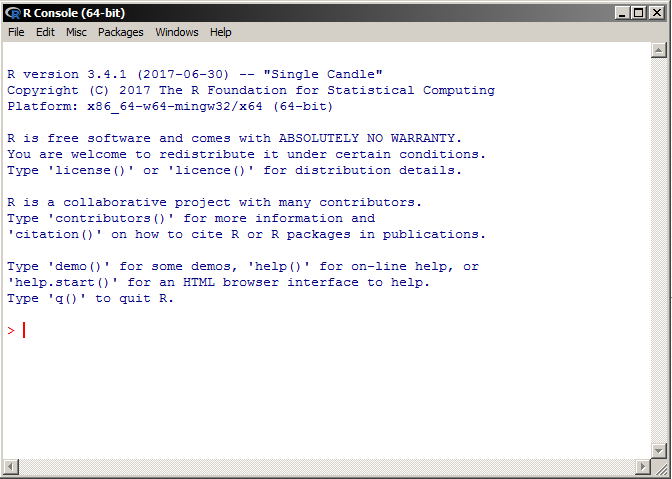 R Console (64-bit)
File Edit Misc Packages Windows Help
R version 3.4.1 (2017-06-30) -- "Single Candle"
Copyright (C) 2017 The R Foundation for Statistical Computing
Platform: x86_64-w64-mingw32/x64 (64-bit)
R is free software and comes with ABSOLUTELY NO WARRANTY.
You are welcome to redistribute it under certain conditions.
Type 'license()' or 'licence()' for distribution details.
R is a collaborative project with many contributors.
Type 'contributors()' for more information and
'citation()' on how to cite R or R packages in publications.
Type 'demo()' for some demos, 'help()' for on-line help, or
'help.start()' for an HTML browser interface to help.
Type 'q()' to quit R.
>